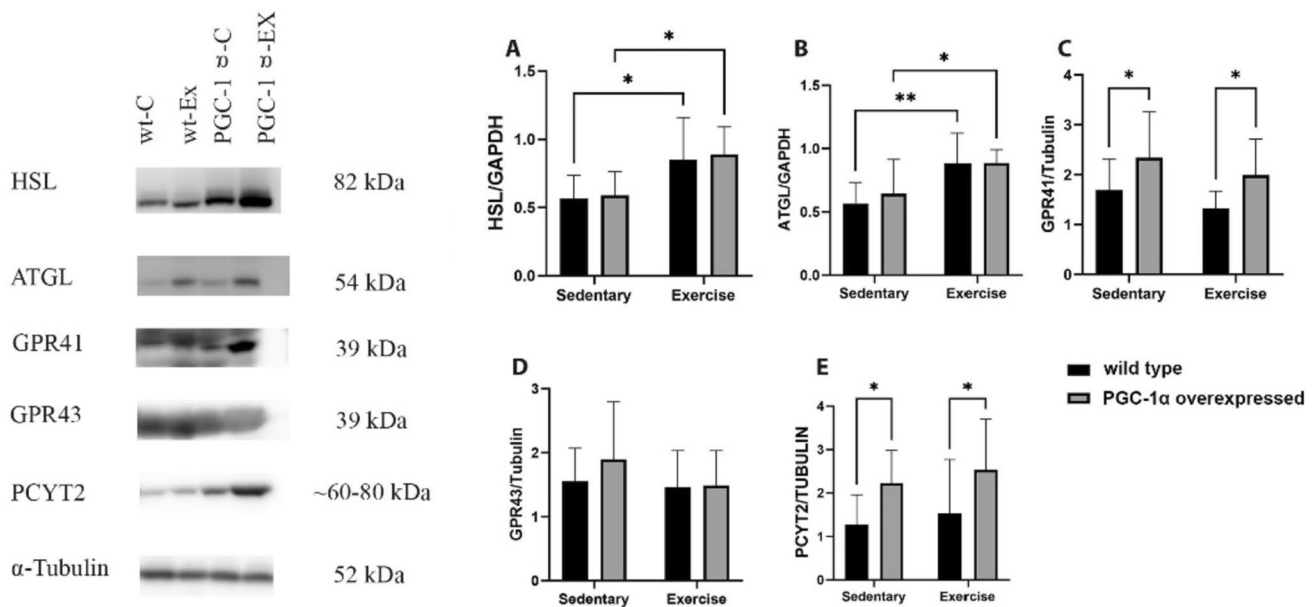 wt-C
wt-Ex
PGC-1 ɒ-C
PGC-1 ɒ-EX
HSL 82 kDa
ATGL 54 kDa
GPR41 39 kDa
GPR43 39 kDa
PCYT2 ~60-80 kDa
α-Tubulin 52 kDa
A
*
*
HSL/GAPDH
1.5
1.0
0.5
0.0
Sedentary Exercise
B
*
**
ATGL/GAPDH
1.5
1.0
0.5
0.0
Sedentary Exercise
C
* *
GPR41/Tubulin
4
3
2
1
0
Sedentary Exercise
D
GPR43/Tubulin
3
2
1
0
Sedentary Exercise
E
* *
PCYT2/TUBULIN
4
3
2
1
0
Sedentary Exercise
wild type
PGC-1α overexpressed